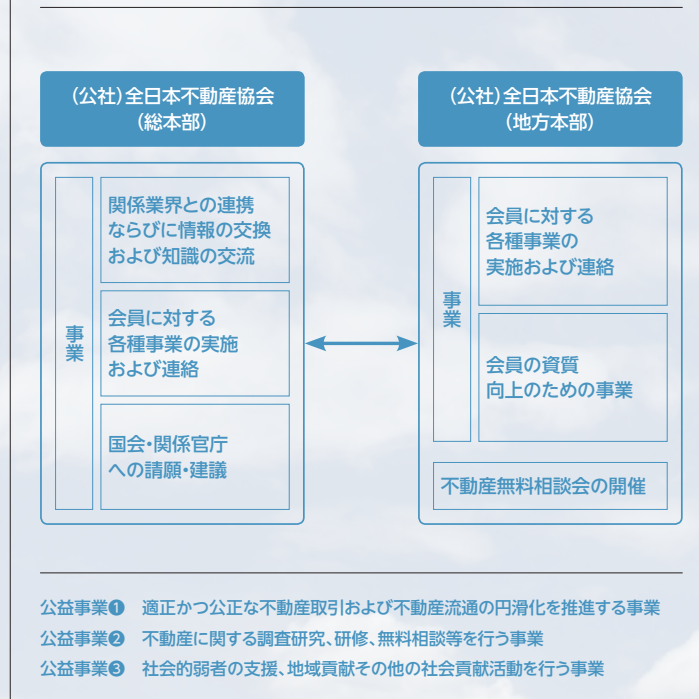 (公社)全日本不動産協会
(総本部)
事業
関係業界との連携
ならびに情報の交換
および知識の交流
会員に対する
各種事業の実施
および連絡
国会・関係官庁
への請願・建議
(公社)全日本不動産協会
(地方本部)
事業
会員に対する
各種事業の
実施および連絡
会員の資質
向上のための事業
不動産無料相談会の開催
公益事業❶ 適正かつ公正な不動産取引および不動産流通の円滑化を推進する事業
公益事業❷ 不動産に関する調査研究、研修、無料相談等を行う事業
公益事業❸ 社会的弱者の支援、地域貢献その他の社会貢献活動を行う事業